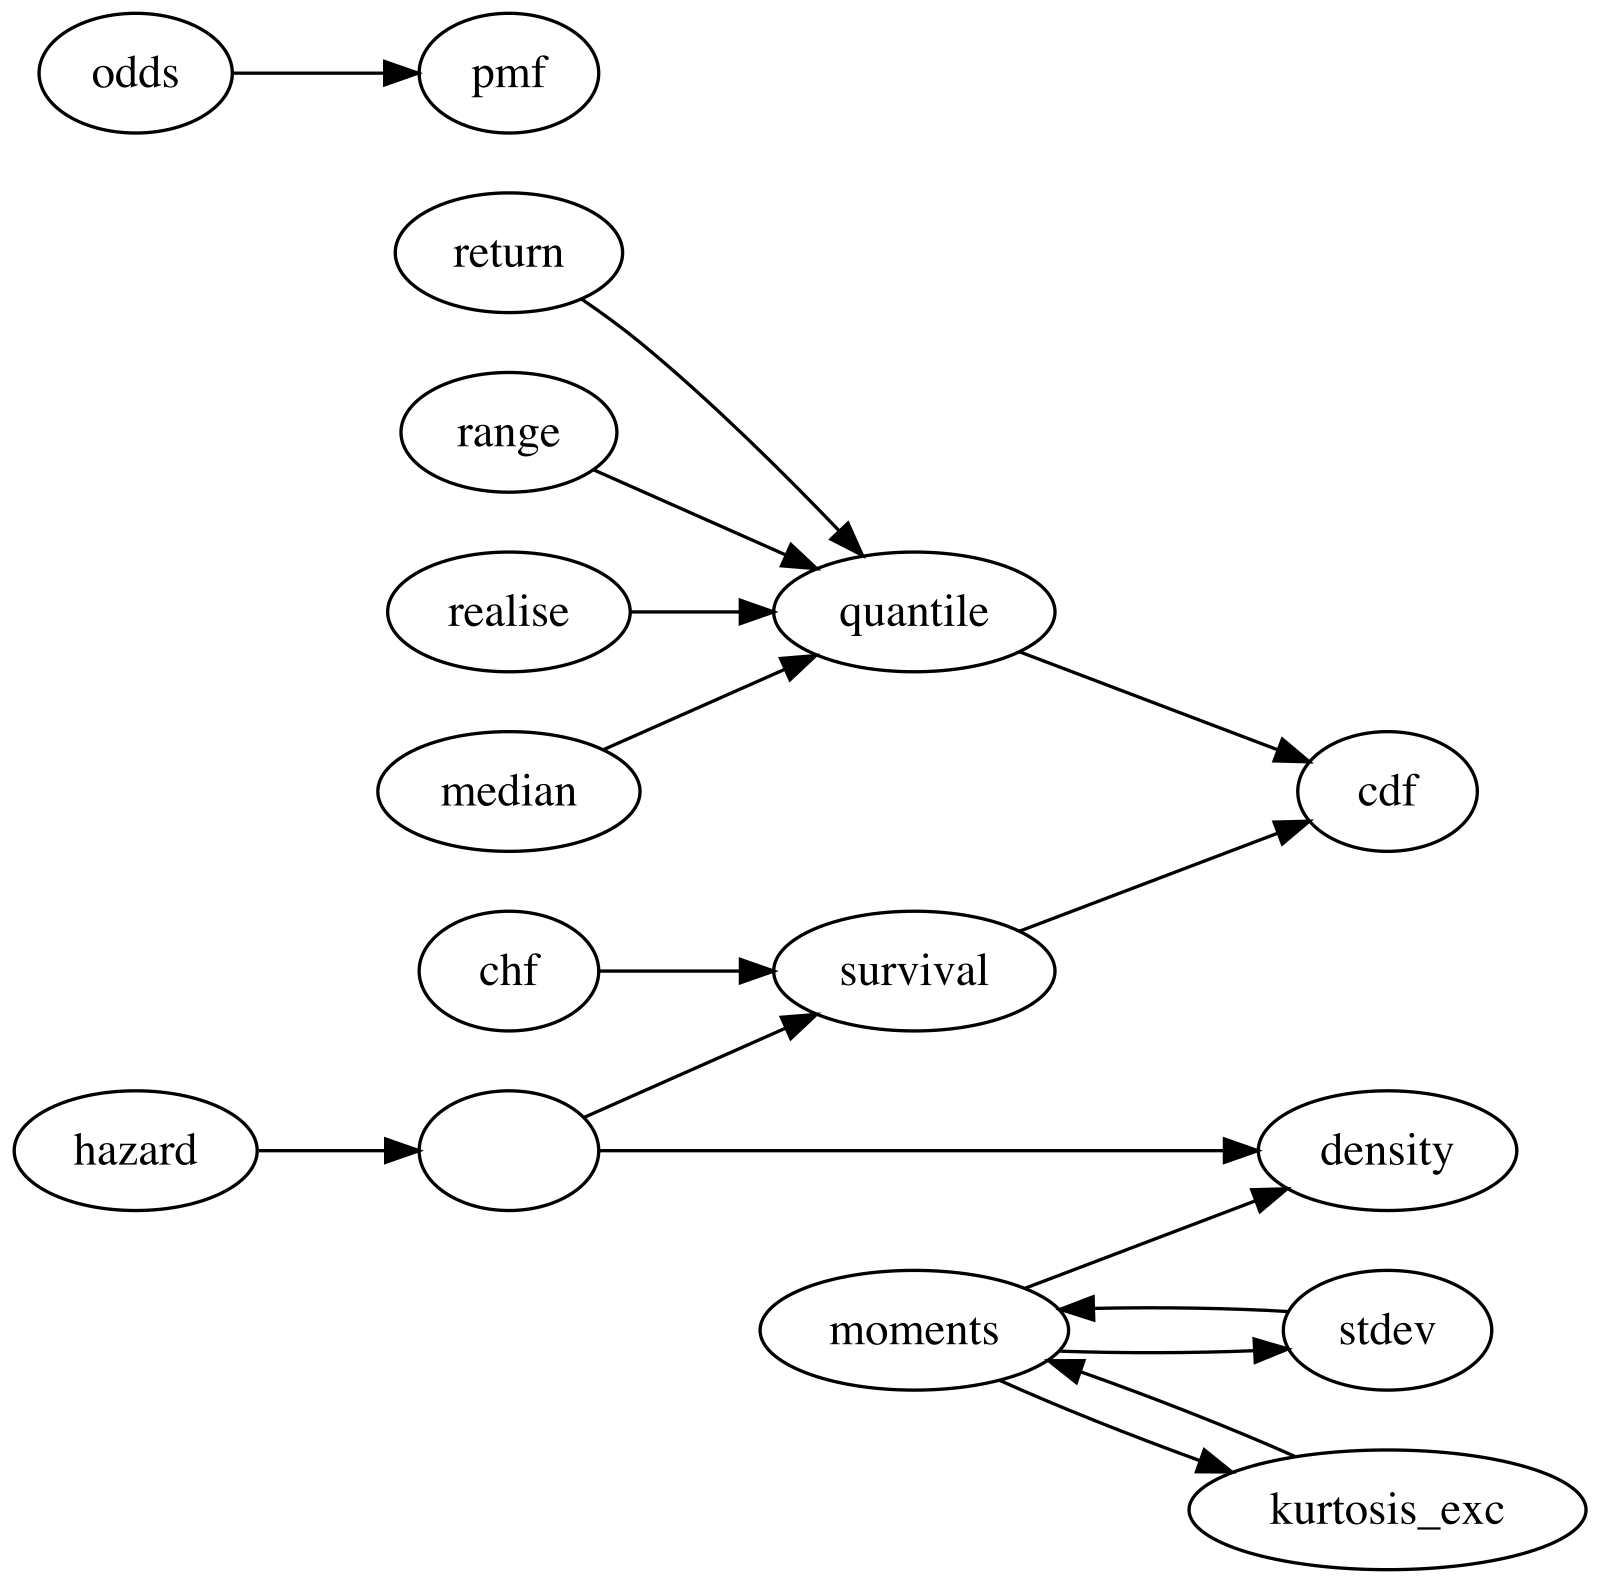 odds
pmf
return
range
realise
quantile
median
cdf
chf
survival
hazard
density
moments
stdev
kurtosis_exc